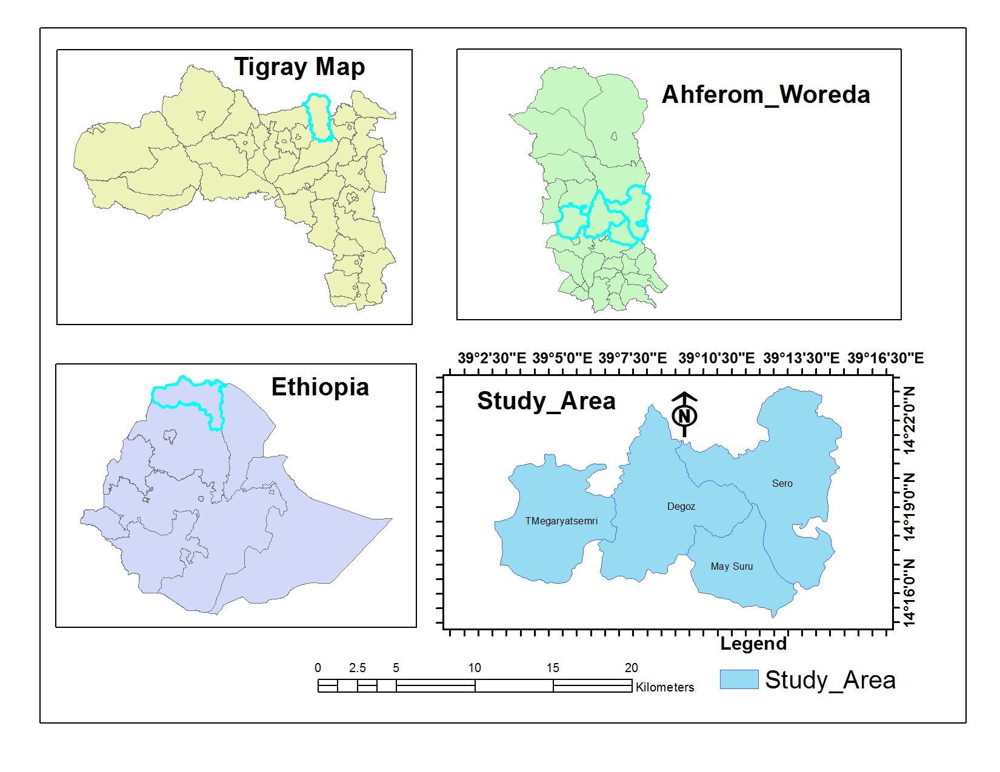 Tigray Map
Ahferom_Woreda
Ethiopia
39°2'30"E 39°5'0"E 39°7'30"E 39°10'30"E 39°13'30"E 39°16'30"E
Study_Area
N
14°22'0"N
14°19'0"N
14°16'0"N
Sero
Degoz
TMegaryatsemri
May Suru
Legend
Study_Area
0 2.5 5 10 15 20
Kilometers